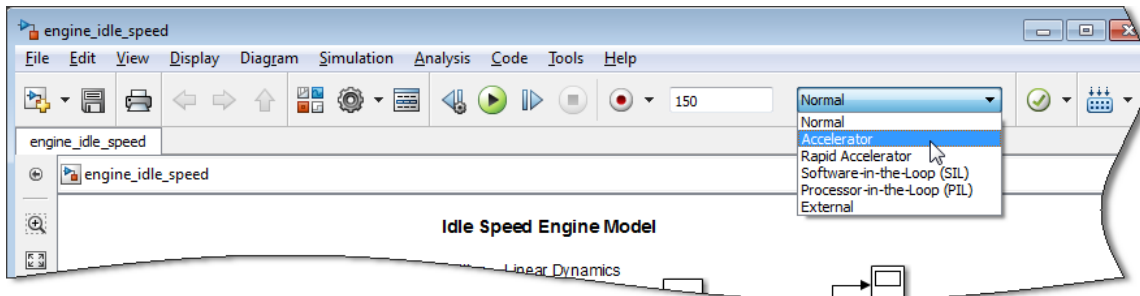 engine_idle_speed
File Edit View Display Diagram Simulation Analysis Code Tools Help
150 Normal
Normal
Accelerator
Rapid Accelerator
Software-in-the-Loop (SIL)
Processor-in-the-Loop (PIL)
External
engine_idle_speed
engine_idle_speed
Idle Speed Engine Model
Linear Dynamics